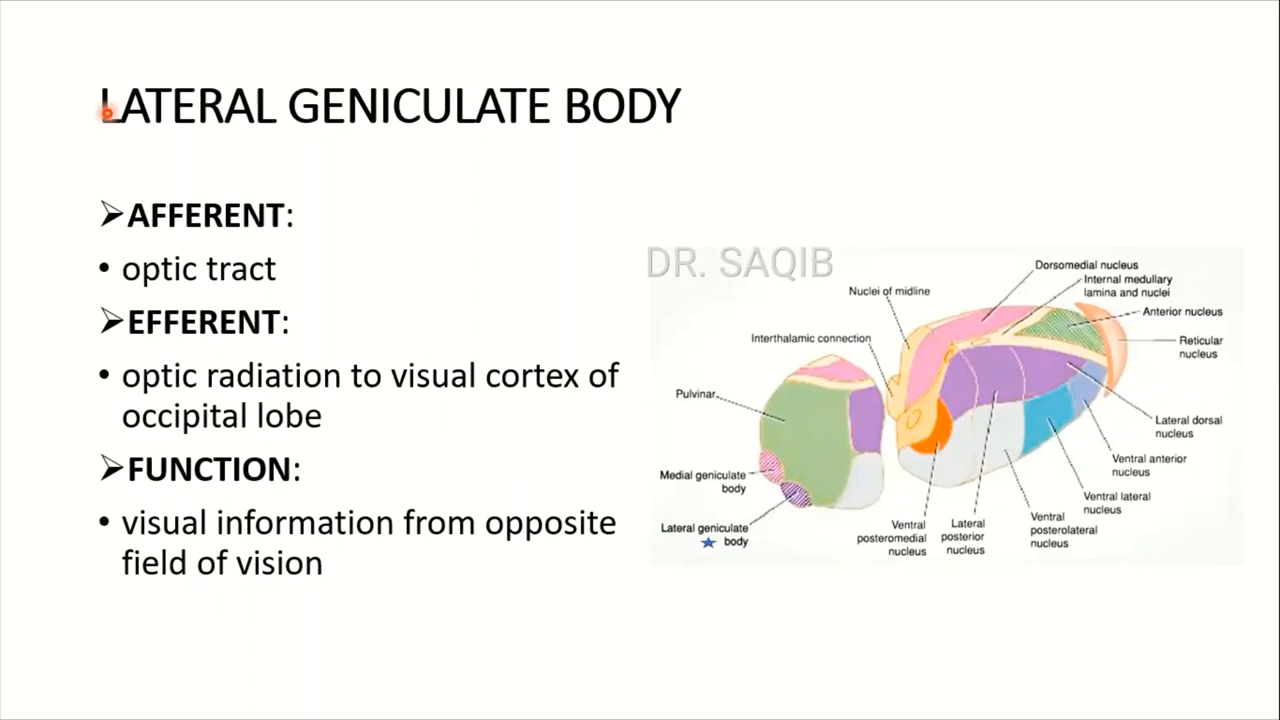 LATERAL GENICULATE BODY
➢AFFERENT:
• optic tract
➢EFFERENT:
• optic radiation to visual cortex of
occipital lobe
➢FUNCTION:
• visual information from opposite
field of vision
DR. SAQIB
Dorsomedial nucleus
Internal medullary
lamina and nuclei
Nuclei of midline
Anterior nucleus
Interthalamic connection
Reticular
nucleus
Pulvinar
Lateral dorsal
nucleus
Ventral anterior
nucleus
Medial geniculate
body
Ventral lateral
nucleus
Lateral geniculate
body
Ventral
posteromedial
nucleus
Lateral
posterior
nucleus
Ventral
posterolateral
nucleus